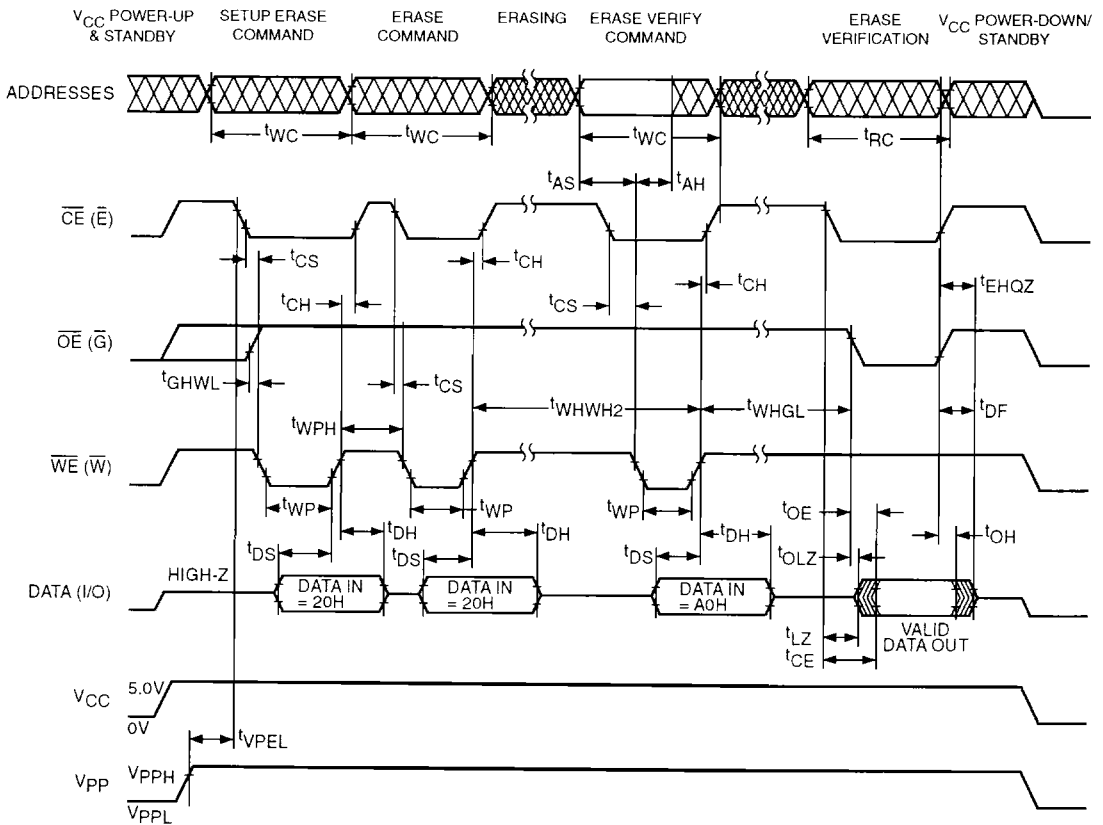 VCC POWER-UP & STANDBY
SETUP ERASE COMMAND
ERASE COMMAND
ERASING
ERASE VERIFY COMMAND
ERASE VERIFICATION
VCC POWER-DOWN/ STANDBY
ADDRESSES
tWC
tWC
tWC
tRC
tAS
tAH
CE (E)
tCS
tCH
tCH
tCS
tCH
tEHQZ
OE (G)
tGHWL
tCS
tWPH
tWHWH2
tWHGL
tDF
WE (W)
tWP
tWP
tWP
tOE
tDH
tDH
tDH
tOH
tDS
tDS
tDS
tOLZ
DATA (I/O)
HIGH-Z
DATA IN = 20H
DATA IN = 20H
DATA IN = A0H
tLZ
tCE
VALID DATA OUT
VCC
5.0V
0V
tVPEL
VPP
VPPH
VPPL